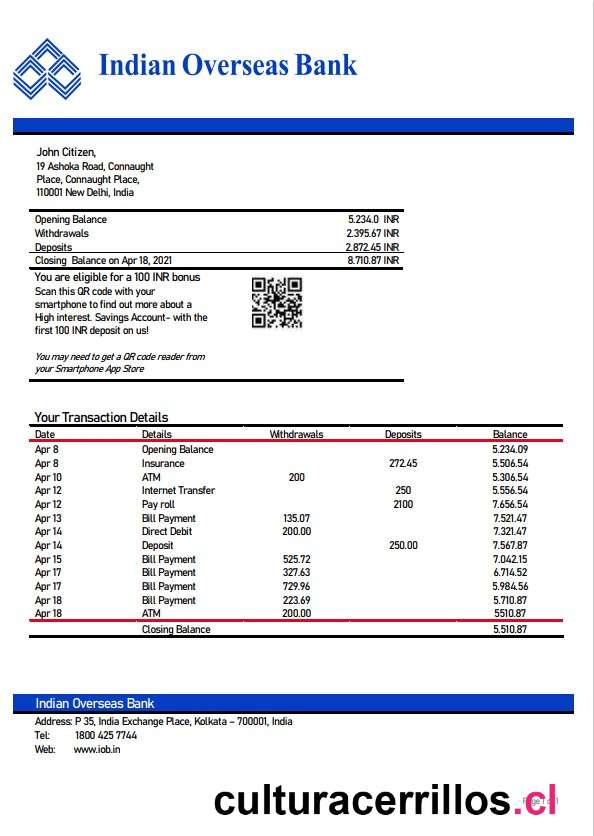 Indian Overseas Bank
John Citizen,
19 Ashoka Road, Connaught
Place, Connaught Place,
110001 New Delhi, India
Opening Balance 5.234.0 INR
Withdrawals 2.395.67 INR
Deposits 2.872.45 INR
Closing Balance on Apr 18, 2021 8.710.87 INR
You are eligible for a 100 INR bonus
Scan this QR code with your
smartphone to find out more about a
High interest. Savings Account- with the
first 100 INR deposit on us!
You may need to get a QR code reader from
your Smartphone App Store
Your Transaction Details
Date Details Withdrawals Deposits Balance
Apr 8 Opening Balance 5.234.09
Apr 8 Insurance 272.45 5.506.54
Apr 10 ATM 200 5.306.54
Apr 12 Internet Transfer 250 5.556.54
Apr 12 Pay roll 2100 7.656.54
Apr 13 Bill Payment 135.07 7.521.47
Apr 14 Direct Debit 200.00 7.321.47
Apr 14 Deposit 250.00 7.567.87
Apr 15 Bill Payment 525.72 7.042.15
Apr 17 Bill Payment 327.63 6.714.52
Apr 17 Bill Payment 729.96 5.984.56
Apr 18 Bill Payment 223.69 5.710.87
Apr 18 ATM 200.00 5510.87
Closing Balance 5.510.87
Indian Overseas Bank
Address: P 35, India Exchange Place, Kolkata – 700001, India
Tel: 1800 425 7744
Web: www.iob.in
culturacerrillos.cl